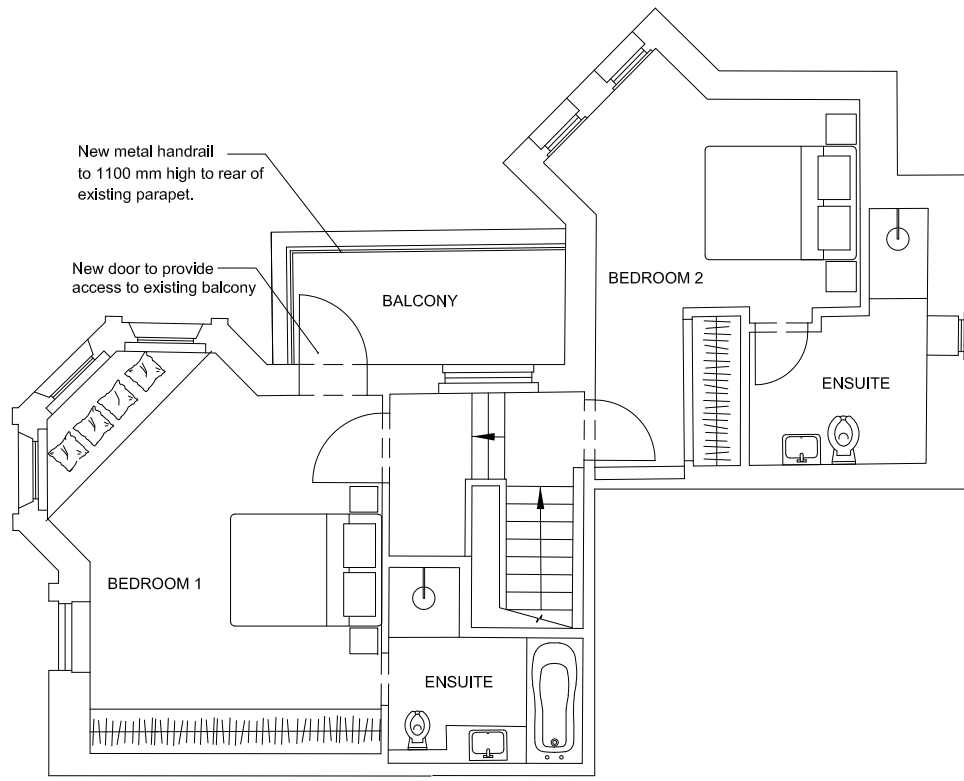 New metal handrail
to 1100 mm high to rear of
existing parapet.
New door to provide
access to existing balcony
BALCONY
BEDROOM 2
ENSUITE
BEDROOM 1
ENSUITE